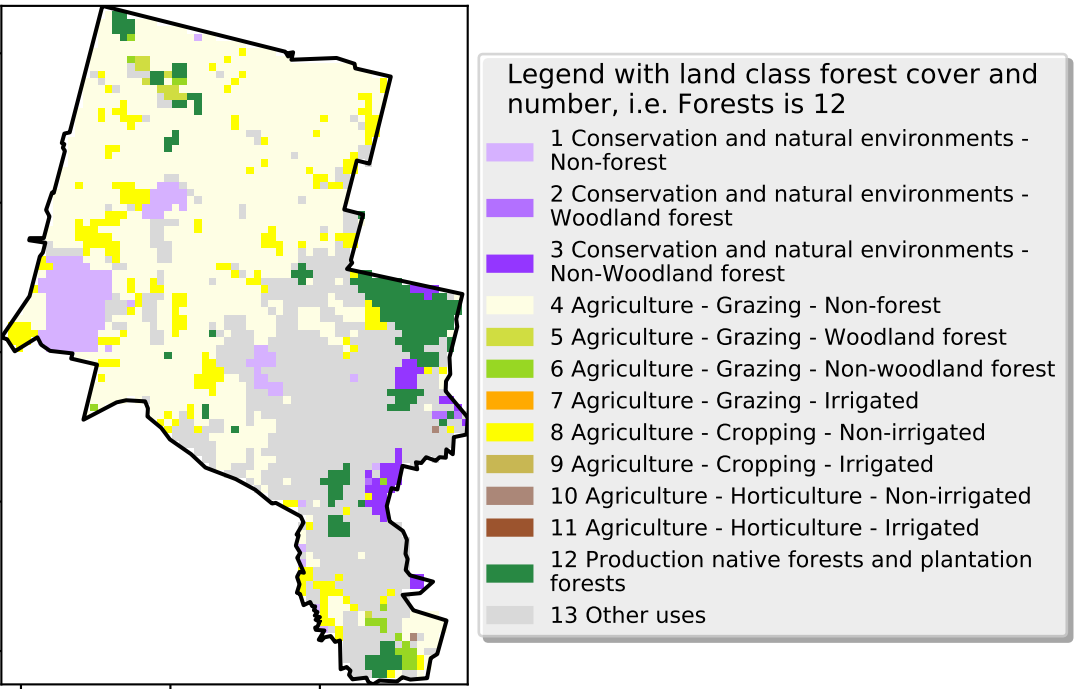 Legend with land class forest cover and
number, i.e. Forests is 12
1 Conservation and natural environments -
Non-forest
2 Conservation and natural environments -
Woodland forest
3 Conservation and natural environments -
Non-Woodland forest
4 Agriculture - Grazing - Non-forest
5 Agriculture - Grazing - Woodland forest
6 Agriculture - Grazing - Non-woodland forest
7 Agriculture - Grazing - Irrigated
8 Agriculture - Cropping - Non-irrigated
9 Agriculture - Cropping - Irrigated
10 Agriculture - Horticulture - Non-irrigated
11 Agriculture - Horticulture - Irrigated
12 Production native forests and plantation
forests
13 Other uses